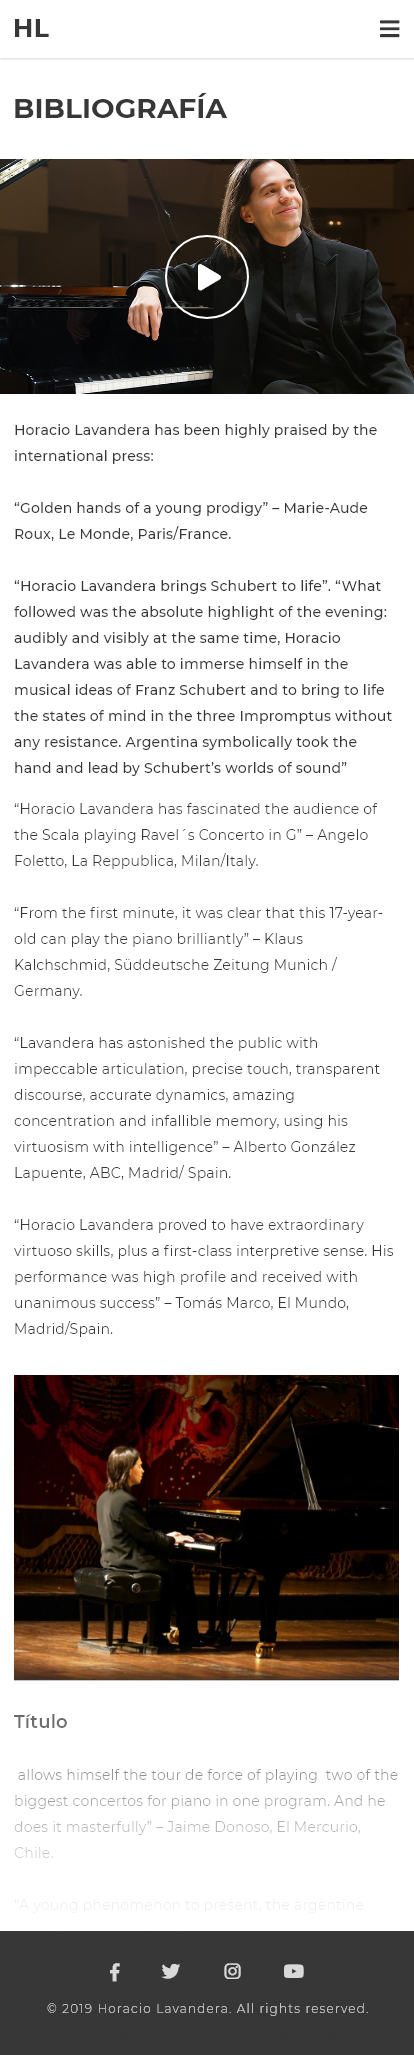 HL
BIBLIOGRAFÍA
Horacio Lavandera has been highly praised by the
international press:
“Golden hands of a young prodigy” – Marie-Aude
Roux, Le Monde, Paris/France.
“Horacio Lavandera brings Schubert to life”. “What
followed was the absolute highlight of the evening:
audibly and visibly at the same time, Horacio
Lavandera was able to immerse himself in the
musical ideas of Franz Schubert and to bring to life
the states of mind in the three Impromptus without
any resistance. Argentina symbolically took the
hand and lead by Schubert’s worlds of sound”
“Horacio Lavandera has fascinated the audience of
the Scala playing Ravel´s Concerto in G” – Angelo
Foletto, La Reppublica, Milan/Italy.
“From the first minute, it was clear that this 17-year-
old can play the piano brilliantly” – Klaus
Kalchschmid, Süddeutsche Zeitung Munich /
Germany.
“Lavandera has astonished the public with
impeccable articulation, precise touch, transparent
discourse, accurate dynamics, amazing
concentration and infallible memory, using his
virtuosism with intelligence” – Alberto González
Lapuente, ABC, Madrid/ Spain.
“Horacio Lavandera proved to have extraordinary
virtuoso skills, plus a first-class interpretive sense. His
performance was high profile and received with
unanimous success” – Tomás Marco, El Mundo,
Madrid/Spain.
Título
allows himself the tour de force of playing two of the
biggest concertos for piano in one program. And he
does it masterfully” – Jaime Donoso, El Mercurio,
Chile.
“A young phenomenon to present, the argentine
© 2019 Horacio Lavandera. All rights reserved.